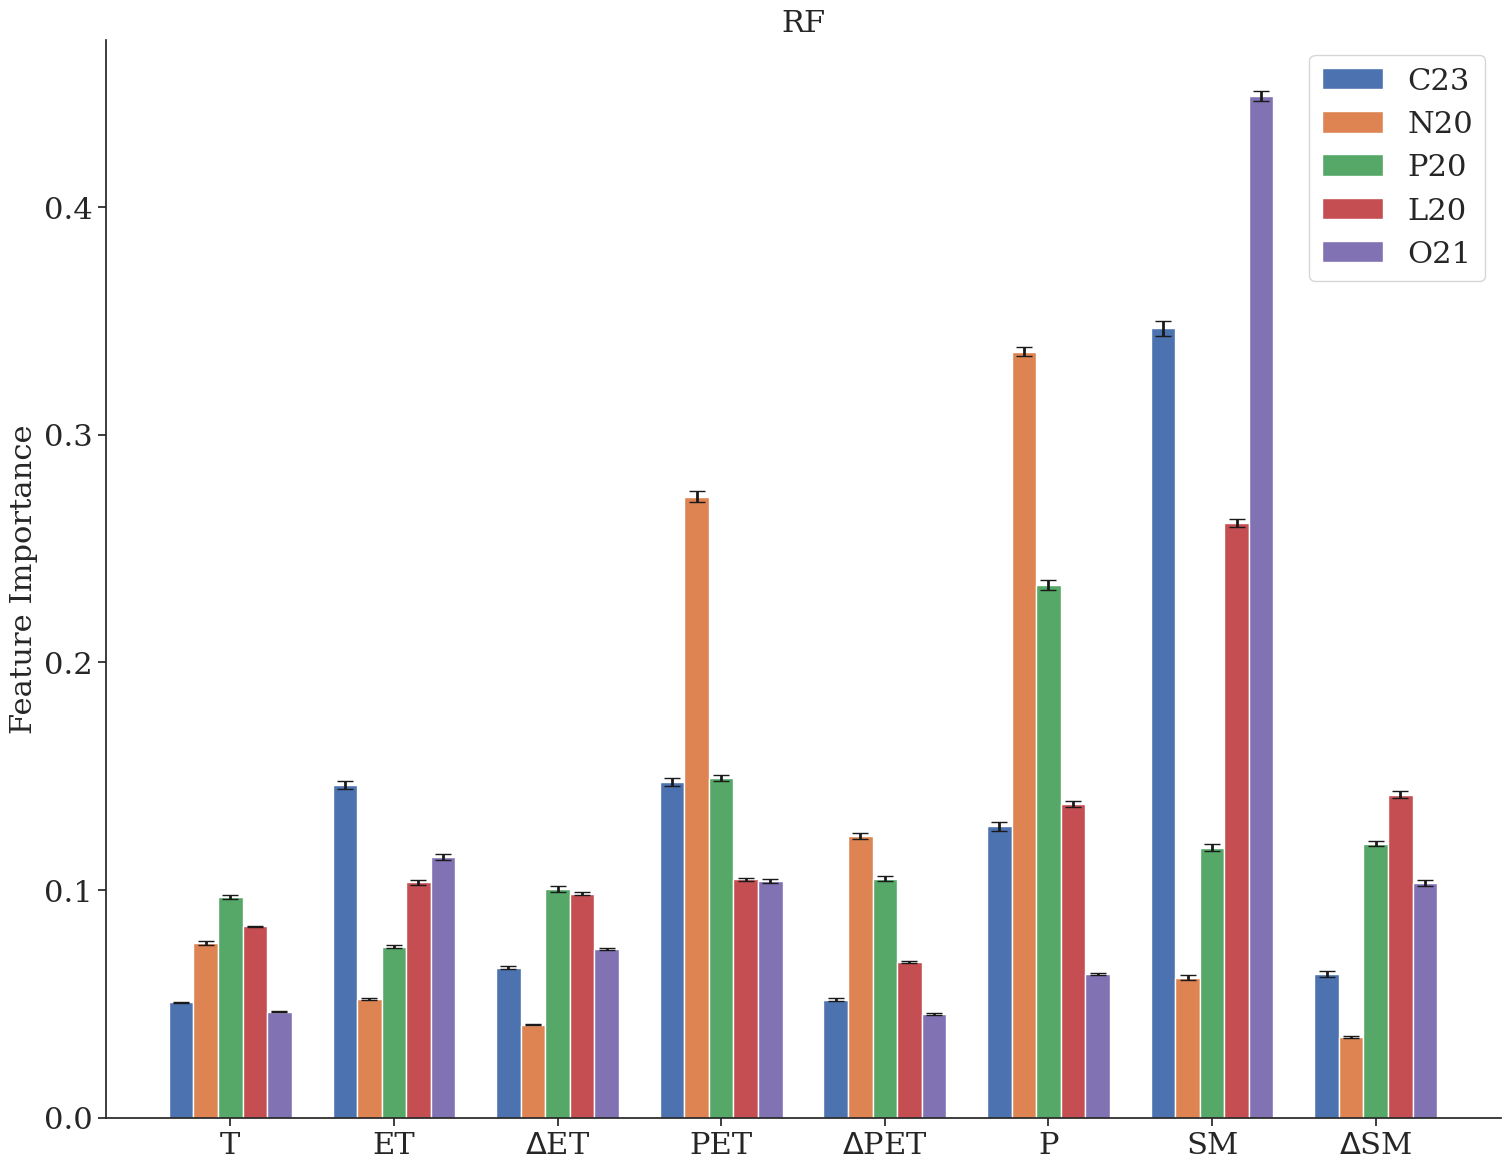 RF
C23
N20
P20
L20
O21
Feature Importance
0.4
0.3
0.2
0.1
0.0
T ET ΔET PET ΔPET P SM ΔSM